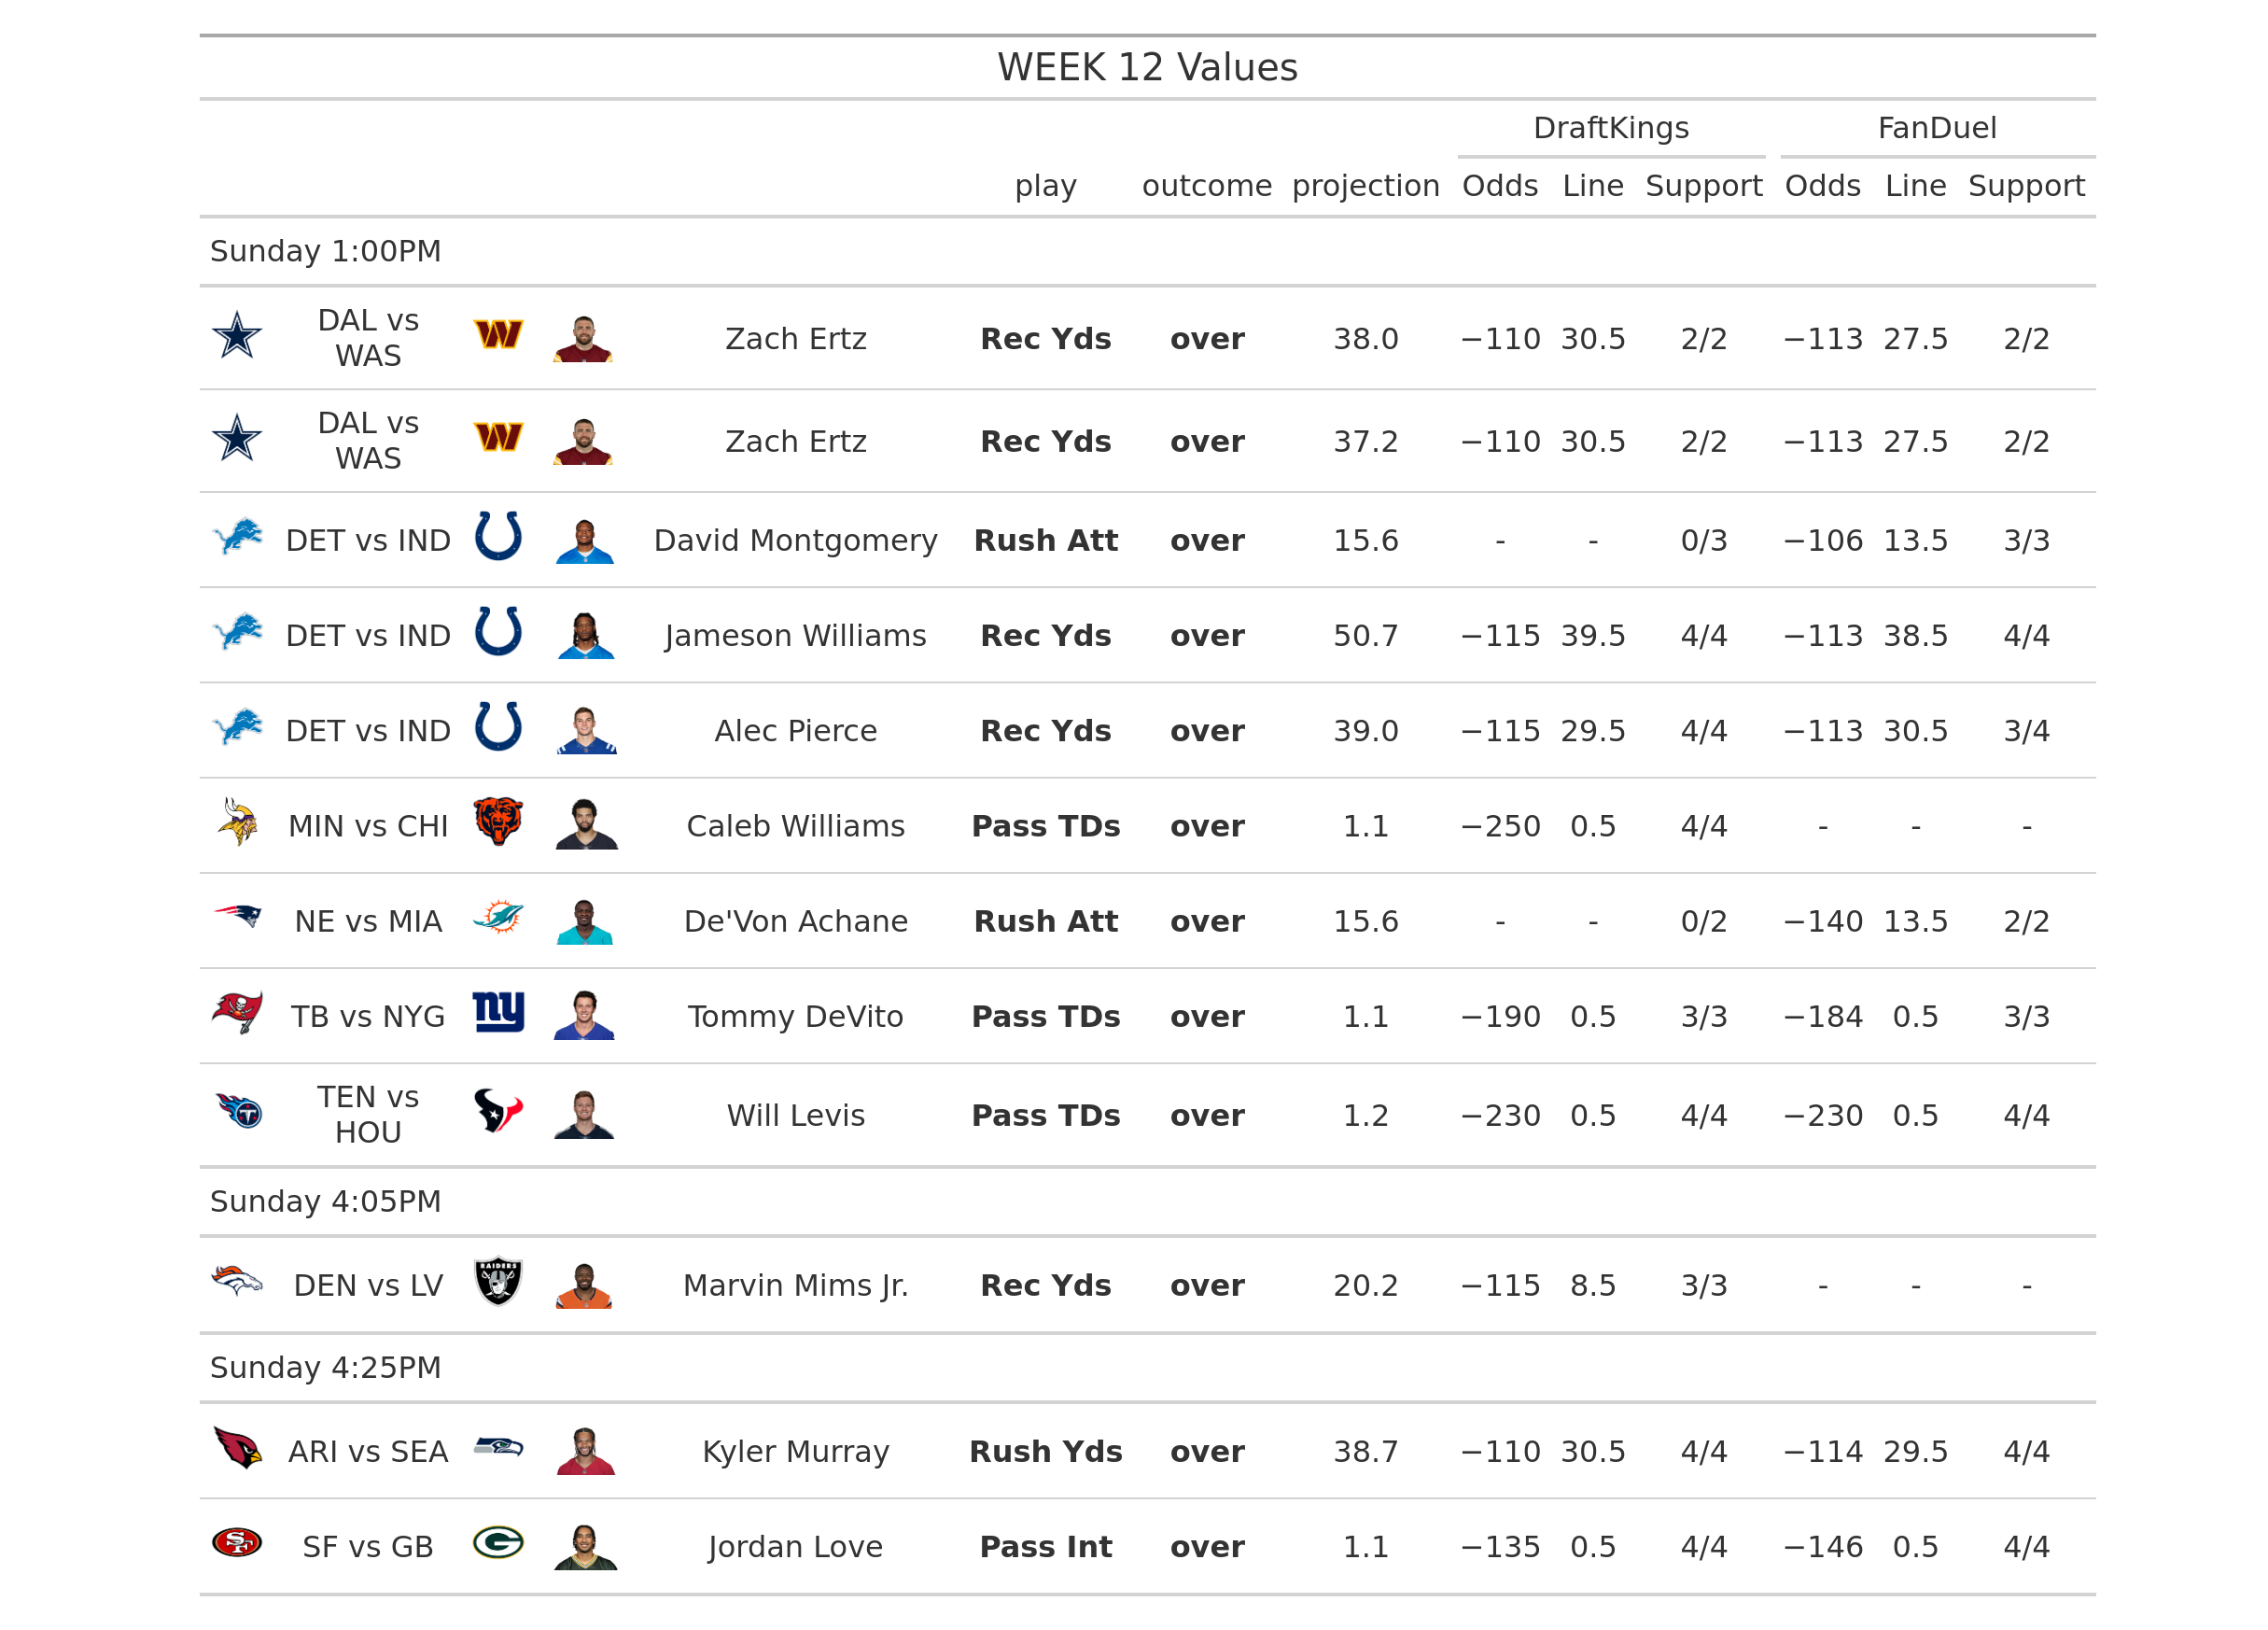 WEEK 12 Values
DraftKings FanDuel
play outcome projection Odds Line Support Odds Line Support
Sunday 1:00PM
DAL vs WAS Zach Ertz Rec Yds over 38.0 −110 30.5 2/2 −113 27.5 2/2
DAL vs WAS Zach Ertz Rec Yds over 37.2 −110 30.5 2/2 −113 27.5 2/2
DET vs IND David Montgomery Rush Att over 15.6 - - 0/3 −106 13.5 3/3
DET vs IND Jameson Williams Rec Yds over 50.7 −115 39.5 4/4 −113 38.5 4/4
DET vs IND Alec Pierce Rec Yds over 39.0 −115 29.5 4/4 −113 30.5 3/4
MIN vs CHI Caleb Williams Pass TDs over 1.1 −250 0.5 4/4 - - -
NE vs MIA De'Von Achane Rush Att over 15.6 - - 0/2 −140 13.5 2/2
TB vs NYG ny Tommy DeVito Pass TDs over 1.1 −190 0.5 3/3 −184 0.5 3/3
TEN vs HOU Will Levis Pass TDs over 1.2 −230 0.5 4/4 −230 0.5 4/4
Sunday 4:05PM
DEN vs LV RAIDERS Marvin Mims Jr. Rec Yds over 20.2 −115 8.5 3/3 - - -
Sunday 4:25PM
ARI vs SEA Kyler Murray Rush Yds over 38.7 −110 30.5 4/4 −114 29.5 4/4
SF SF vs GB G Jordan Love Pass Int over 1.1 −135 0.5 4/4 −146 0.5 4/4